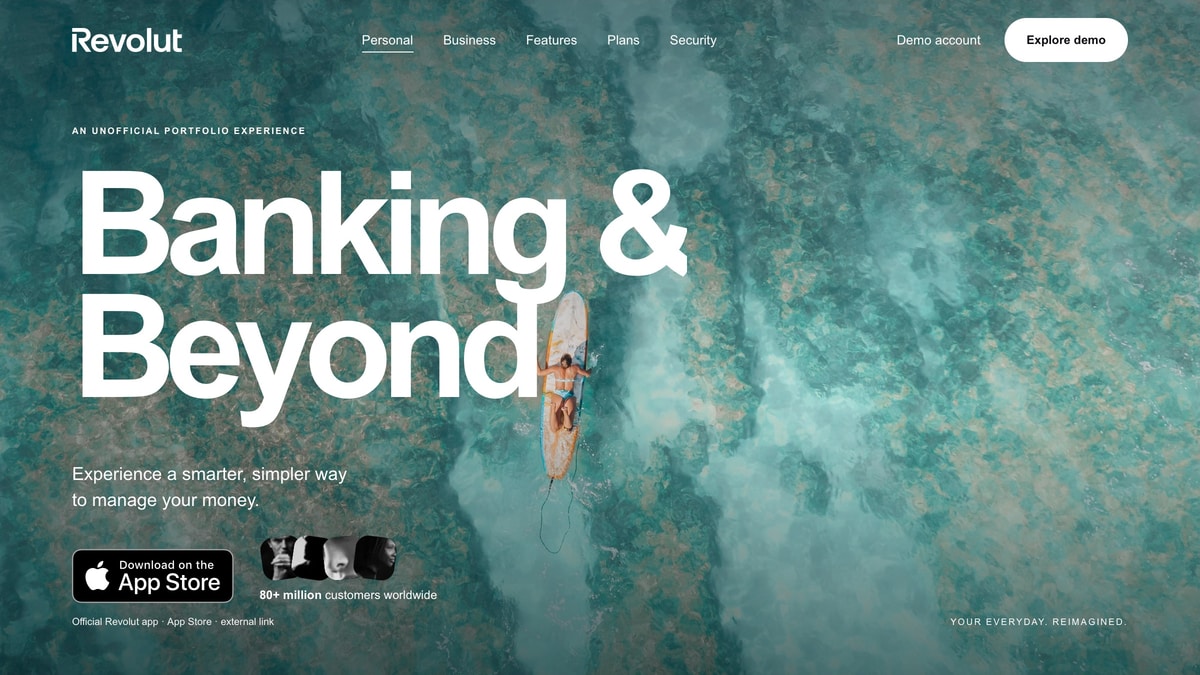 Revolut
Personal Business Features Plans Security
Demo account
Explore demo
AN UNOFFICIAL PORTFOLIO EXPERIENCE
Banking &
Beyond
Experience a smarter, simpler way
to manage your money.
Download on the
App Store
80+ million customers worldwide
Official Revolut app · App Store · external link
YOUR EVERYDAY. REIMAGINED.